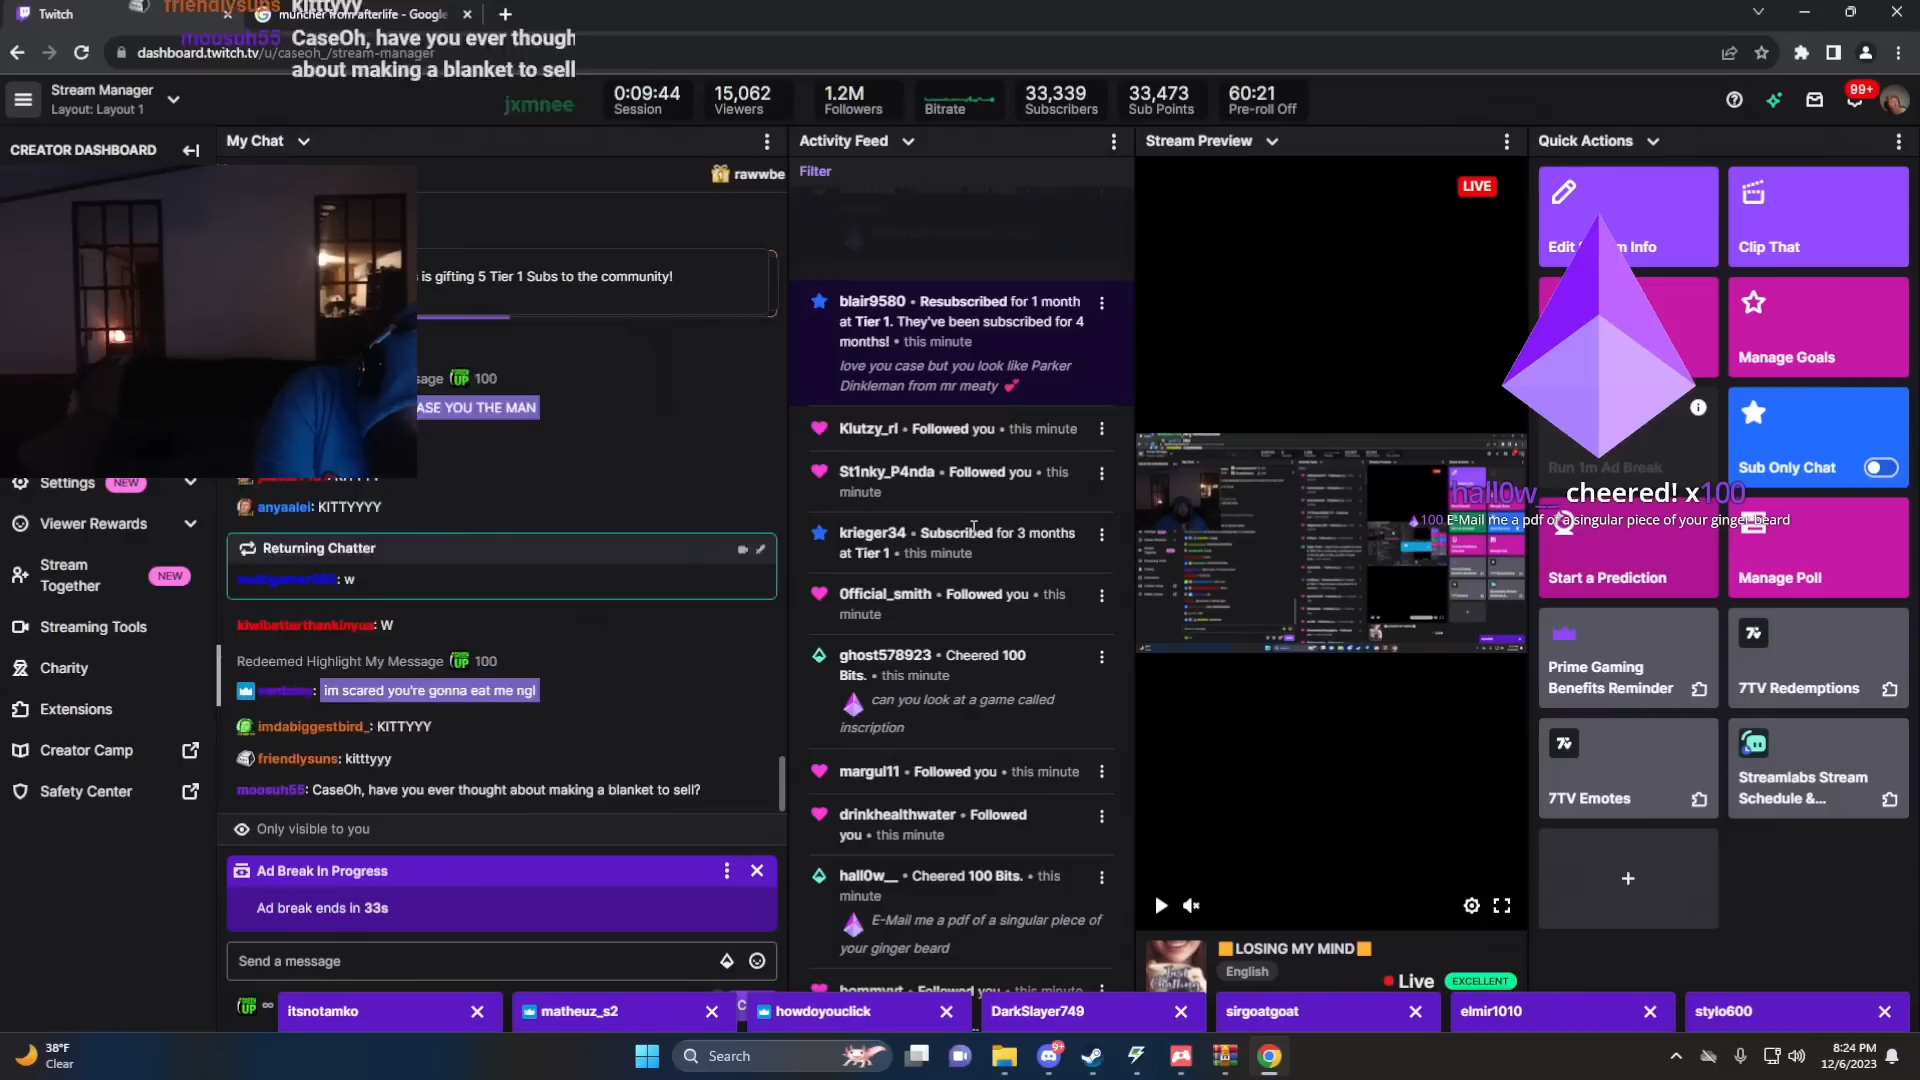 Twitch
muncher from afterlife - Google
friendlysuns kitttyyy
moosuh55 CaseOh, have you ever though
about making a blanket to sell
dashboard.twitch.tv/u/caseoh_/stream-manager
jxmnee
Stream Manager
Layout: Layout 1
0:09:44
Session
15,062
Viewers
1.2M
Followers
Bitrate
33,339
Subscribers
33,473
Sub Points
60:21
Pre-roll Off
99+
CREATOR DASHBOARD
Settings NEW
Viewer Rewards
Stream
Together
NEW
Streaming Tools
Charity
Extensions
Creator Camp
Safety Center
My Chat
rawwbe
is gifting 5 Tier 1 Subs to the community!
sage 100
ASE YOU THE MAN
anyaalei: KITTYYYY
Returning Chatter
: w
kiwibetterthankinyua: W
Redeemed Highlight My Message 100
im scared you're gonna eat me ngl
imdabiggestbird_: KITTYYY
friendlysuns: kitttyyy
moosuh55: CaseOh, have you ever thought about making a blanket to sell?
Only visible to you
Ad Break In Progress
Ad break ends in 33s
Send a message
Activity Feed
Filter
blair9580 • Resubscribed for 1 month
at Tier 1. They've been subscribed for 4
months! • this minute
love you case but you look like Parker
Dinkleman from mr meaty
Klutzy_rl • Followed you • this minute
St1nky_P4nda • Followed you • this
minute
krieger34 • Subscribed for 3 months
at Tier 1 • this minute
0fficial_smith • Followed you • this
minute
ghost578923 • Cheered 100
Bits. • this minute
can you look at a game called
inscription
margul11 • Followed you • this minute
drinkhealthwater • Followed
you • this minute
hall0w__ • Cheered 100 Bits. • this
minute
E-Mail me a pdf of a singular piece of
your ginger beard
Followed you • this minute
Stream Preview
LIVE
LOSING MY MIND
English
Live
EXCELLENT
Quick Actions
Edit
Info
Clip That
Manage Goals
Run 1m Ad Break
Sub Only Chat
hall0w__ cheered! x100
100 E-Mail me a pdf of a singular piece of your ginger beard
Start a Prediction
Manage Poll
Prime Gaming
Benefits Reminder
7TV Redemptions
7TV Emotes
Streamlabs Stream
Schedule &...
itsnotamko
matheuz_s2
howdoyouclick
DarkSlayer749
sirgoatgoat
elmir1010
stylo600
38°F
Clear
Search
9+
8:24 PM
12/6/2023